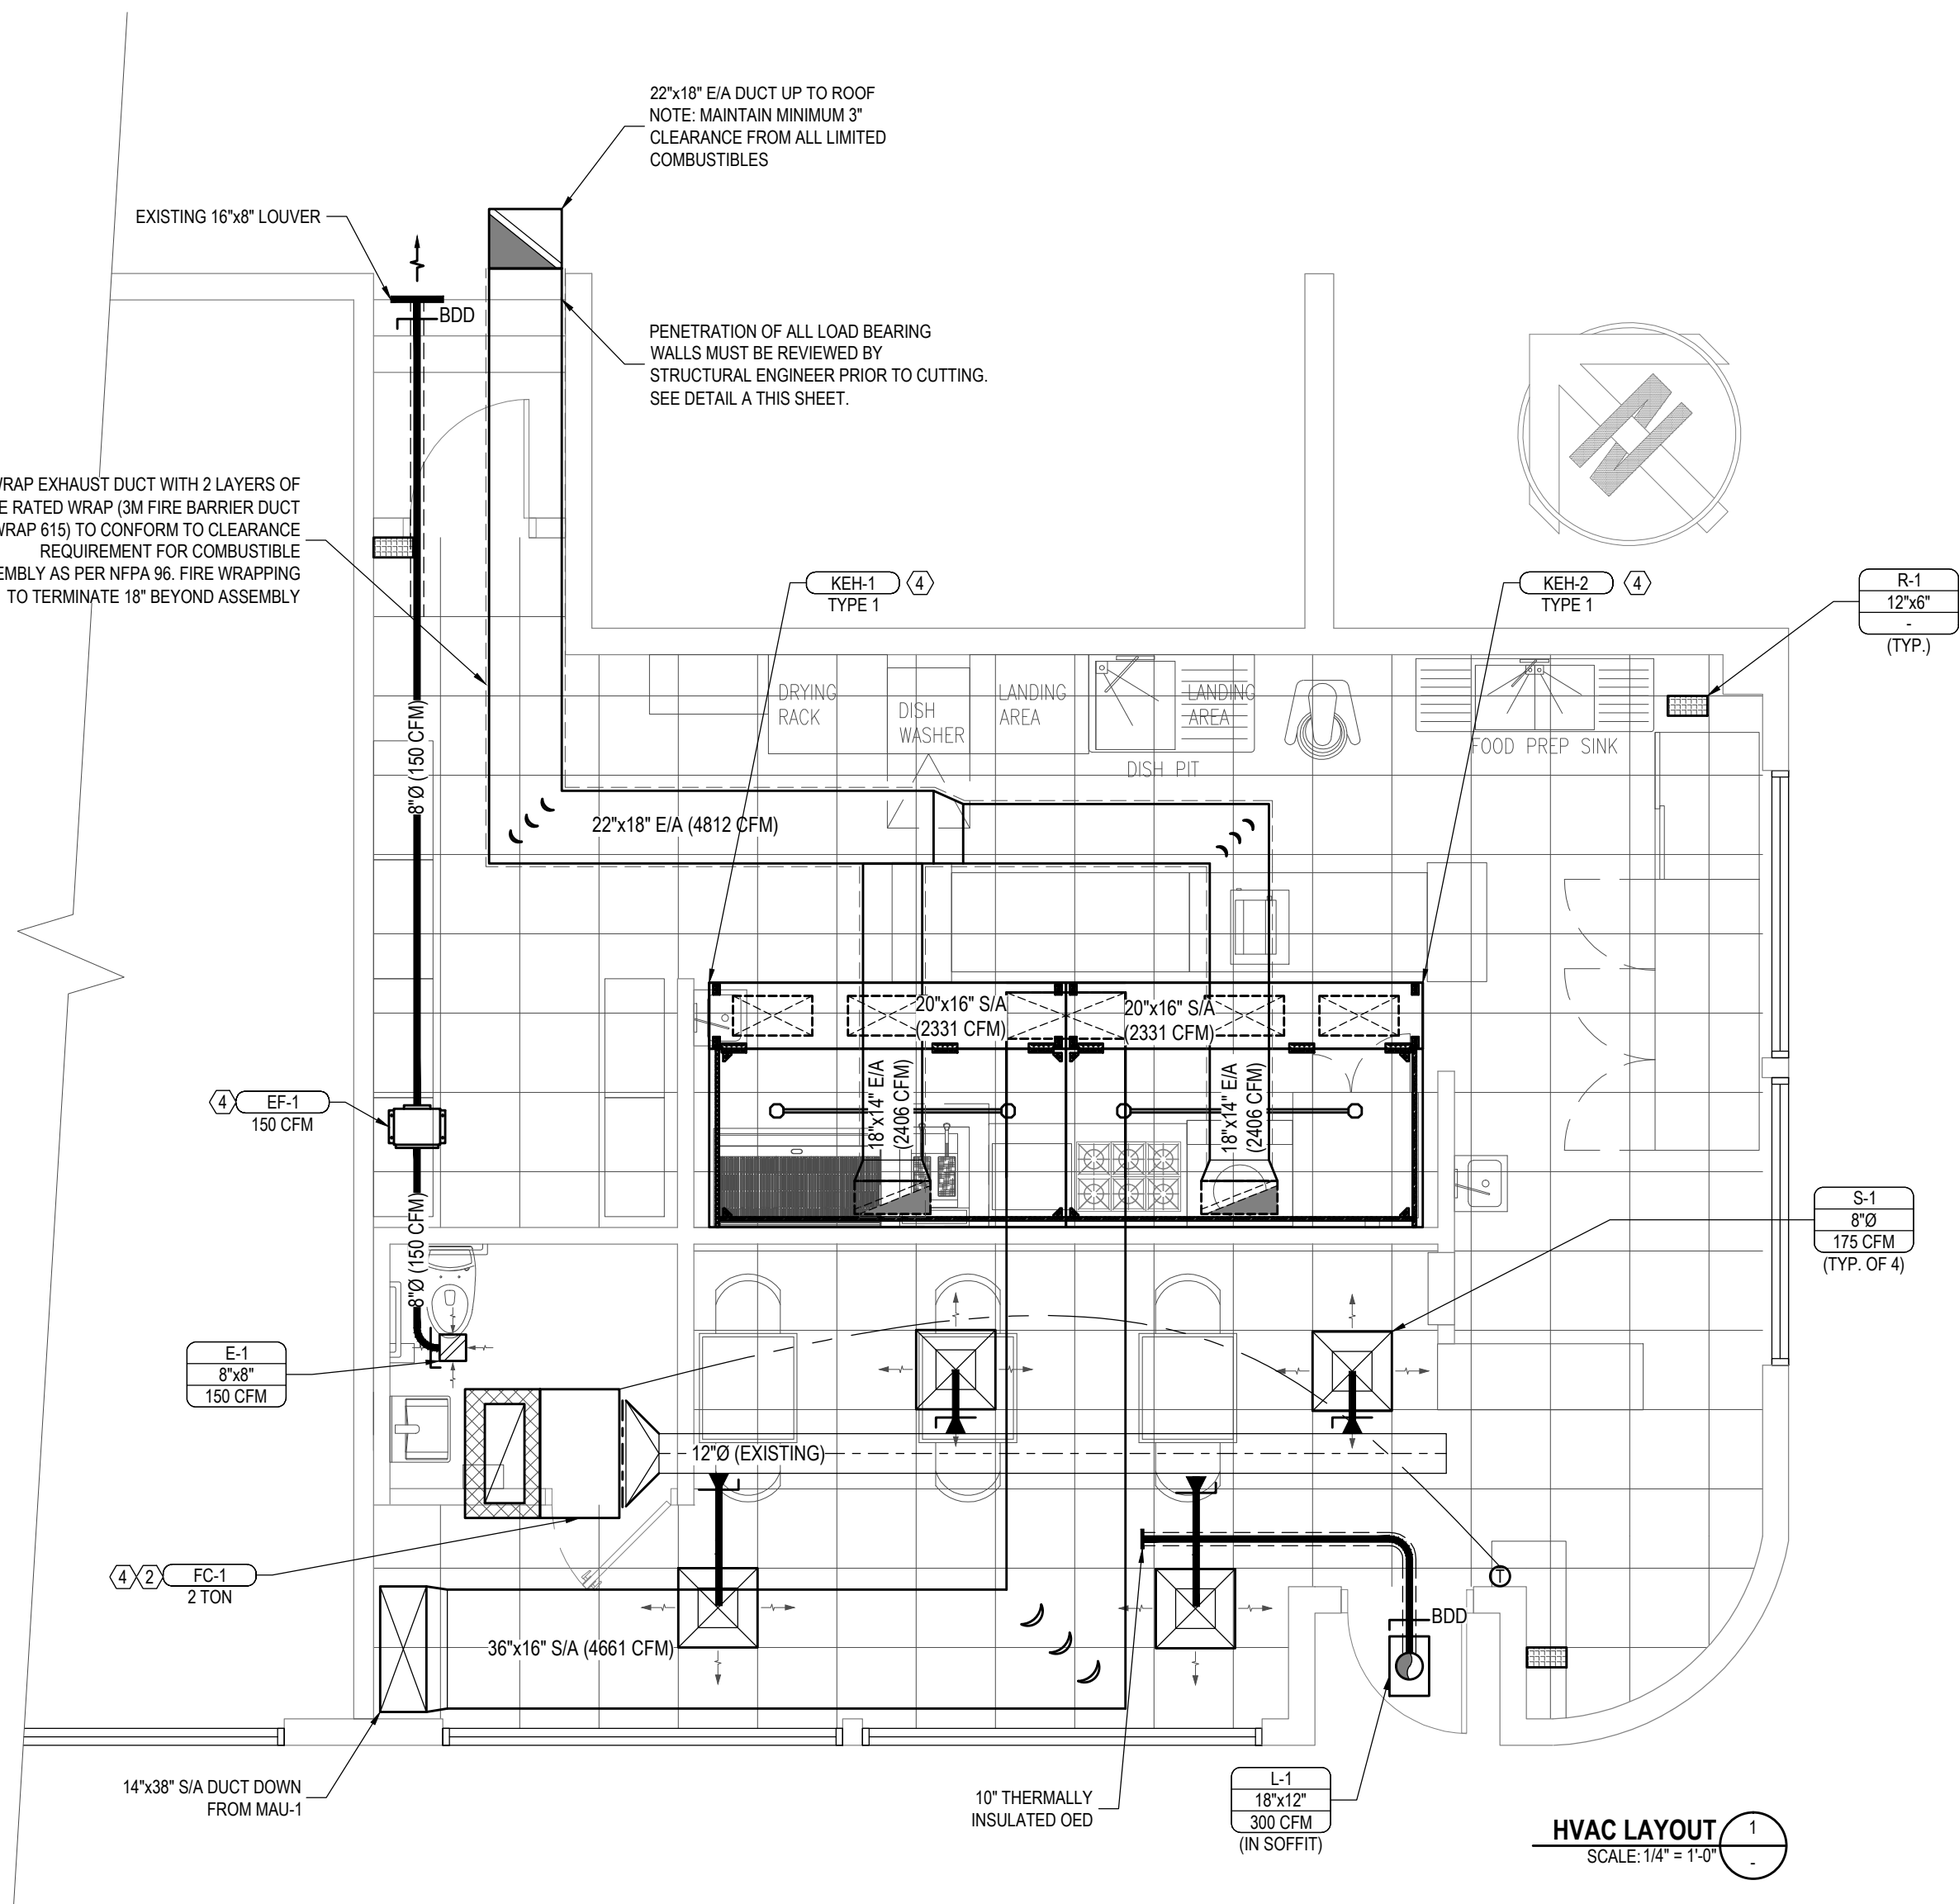 22"x18" E/A DUCT UP TO ROOF
NOTE: MAINTAIN MINIMUM 3"
CLEARANCE FROM ALL LIMITED
COMBUSTIBLES
EXISTING 16"x8" LOUVER
BDD
PENETRATION OF ALL LOAD BEARING
WALLS MUST BE REVIEWED BY
STRUCTURAL ENGINEER PRIOR TO CUTTING.
SEE DETAIL A THIS SHEET.
WRAP EXHAUST DUCT WITH 2 LAYERS OF
E RATED WRAP (3M FIRE BARRIER DUCT
WRAP 615) TO CONFORM TO CLEARANCE
REQUIREMENT FOR COMBUSTIBLE
EMBLY AS PER NFPA 96. FIRE WRAPPING
TO TERMINATE 18" BEYOND ASSEMBLY
KEH-1 4
TYPE 1
KEH-2 4
TYPE 1
R-1
12"x6"
-
(TYP.)
DRYING
RACK
DISH
WASHER
LANDING
AREA
LANDING
AREA
DISH PIT
FOOD PREP SINK
8"Ø (150 CFM)
22"x18" E/A (4812 CFM)
20"x16" S/A
(2331 CFM)
20"x16" S/A
(2331 CFM)
18"x14" E/A
(2406 CFM)
18"x14" E/A
(2406 CFM)
4 EF-1
150 CFM
8"Ø (150 CFM)
S-1
8"Ø
175 CFM
(TYP. OF 4)
E-1
8"x8"
150 CFM
12"Ø (EXISTING)
4 2 FC-1
2 TON
T
BDD
36"x16" S/A (4661 CFM)
14"x38" S/A DUCT DOWN
FROM MAU-1
10" THERMALLY
INSULATED OED
L-1
18"x12"
300 CFM
(IN SOFFIT)
HVAC LAYOUT 1
SCALE: 1/4" = 1'-0" -